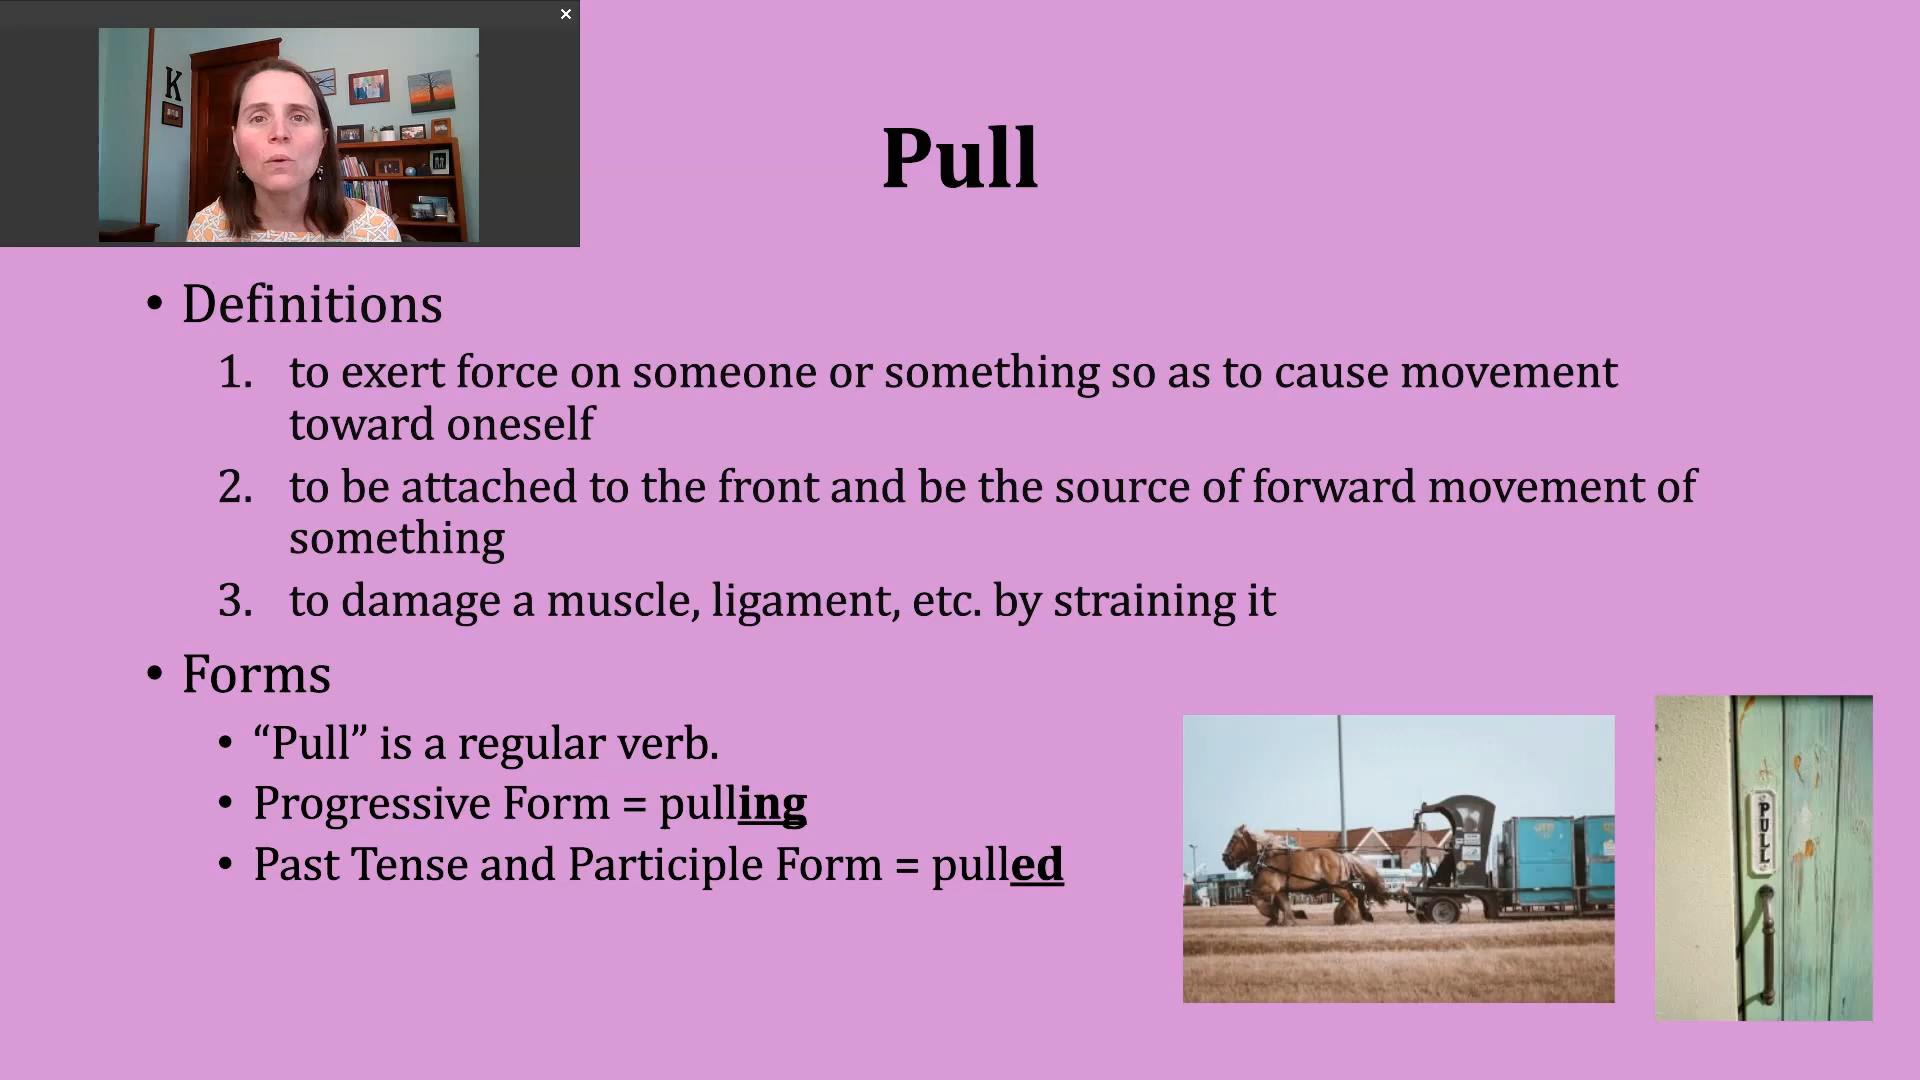 K
Pull
• Definitions
1. to exert force on someone or something so as to cause movement
toward oneself
2. to be attached to the front and be the source of forward movement of
something
3. to damage a muscle, ligament, etc. by straining it
• Forms
• “Pull” is a regular verb.
• Progressive Form = pulling
• Past Tense and Participle Form = pulled
PULL